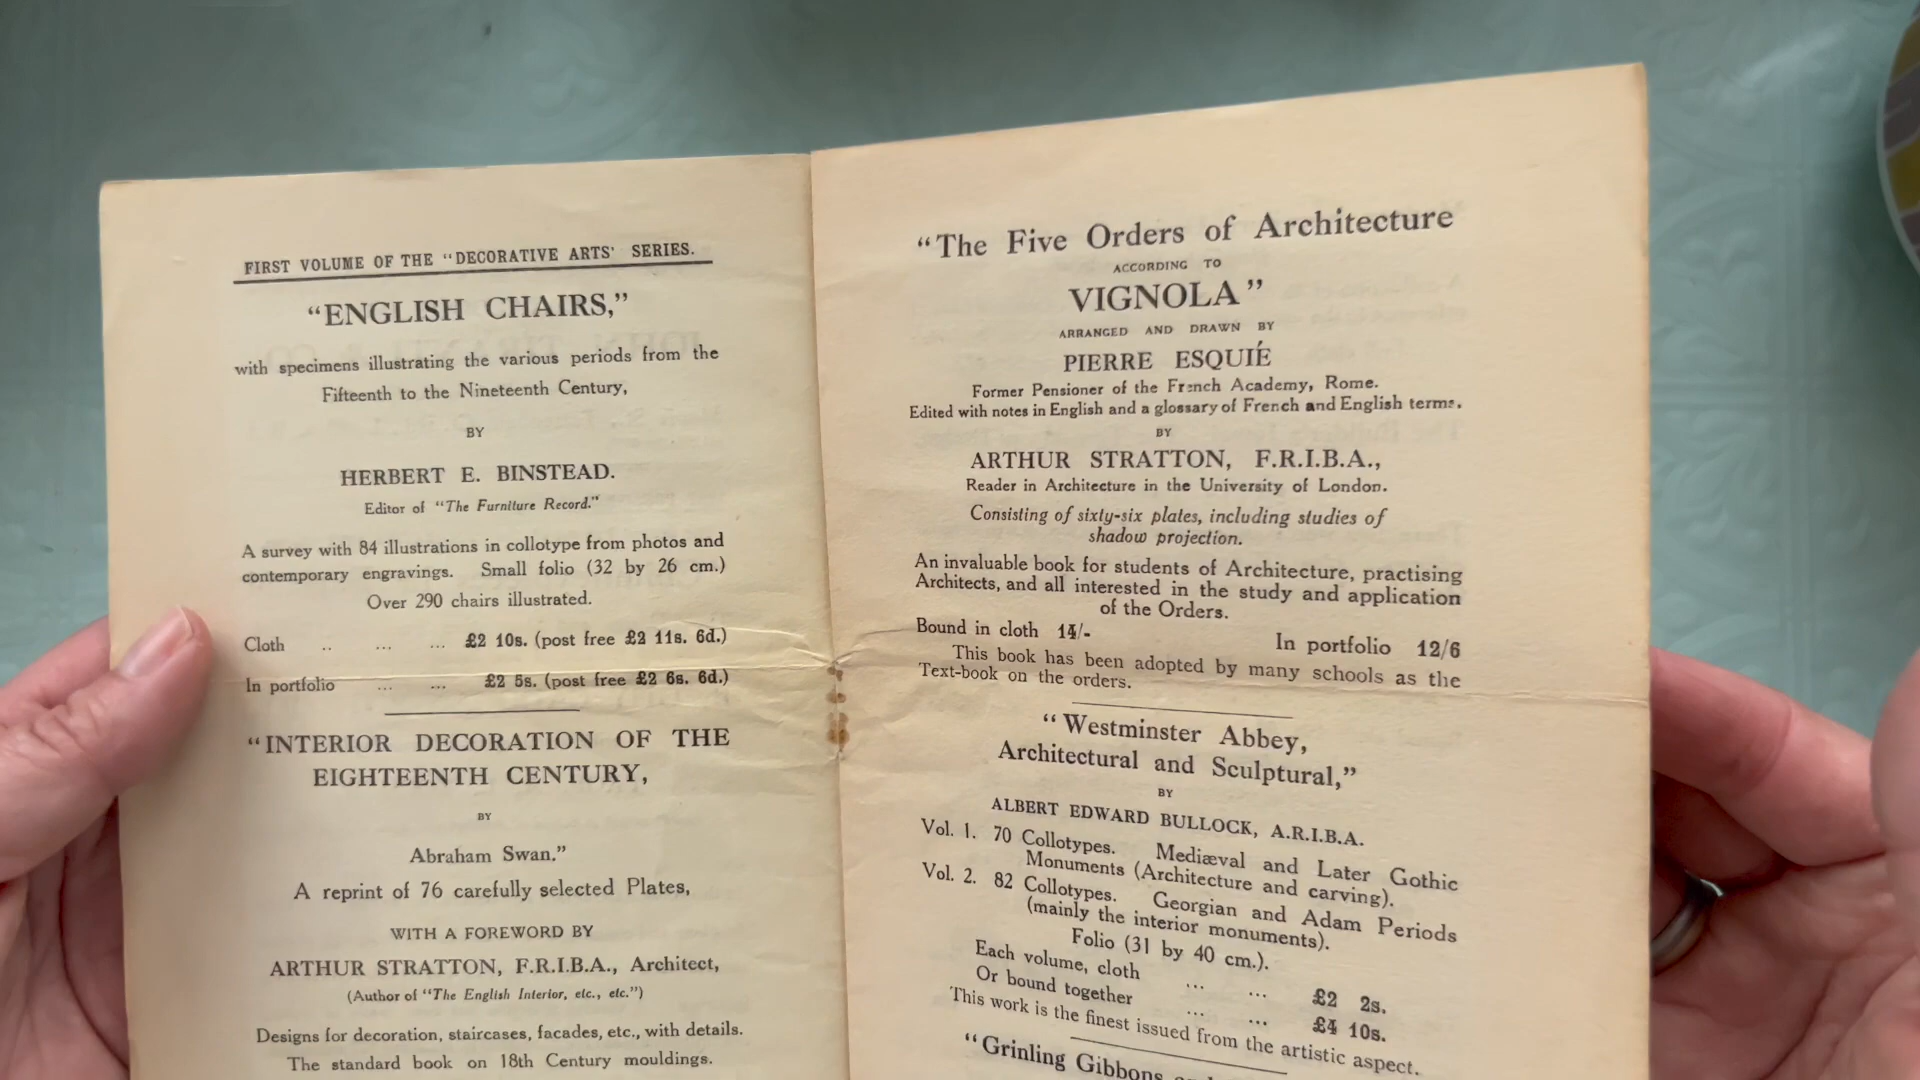 FIRST VOLUME OF THE "DECORATIVE ARTS' SERIES.
"ENGLISH CHAIRS,"
with specimens illustrating the various periods from the
Fifteenth to the Nineteenth Century,
BY
HERBERT E. BINSTEAD.
Editor of "The Furniture Record."
A survey with 84 illustrations in collotype from photos and
contemporary engravings. Small folio (32 by 26 cm.)
Over 290 chairs illustrated.
Cloth .. ... ... £2 10s. (post free £2 11s. 6d.)
In portfolio ... ... £2 5s. (post free £2 6s. 6d.)
"INTERIOR DECORATION OF THE
EIGHTEENTH CENTURY,
BY
Abraham Swan."
A reprint of 76 carefully selected Plates,
WITH A FOREWORD BY
ARTHUR STRATTON, F.R.I.B.A., Architect,
(Author of "The English Interior, etc., etc.")
Designs for decoration, staircases, facades, etc., with details.
The standard book on 18th Century mouldings.
"The Five Orders of Architecture
ACCORDING TO
VIGNOLA"
ARRANGED AND DRAWN BY
PIERRE ESQUIÉ
Former Pensioner of the French Academy, Rome.
Edited with notes in English and a glossary of French and English terms.
BY
ARTHUR STRATTON, F.R.I.B.A.,
Reader in Architecture in the University of London.
Consisting of sixty-six plates, including studies of
shadow projection.
An invaluable book for students of Architecture, practising
Architects, and all interested in the study and application
of the Orders.
Bound in cloth 14/- In portfolio 12/6
This book has been adopted by many schools as the
Text-book on the orders.
"Westminster Abbey,
Architectural and Sculptural,"
BY
ALBERT EDWARD BULLOCK, A.R.I.B.A.
Vol. 1. 70 Collotypes. Mediæval and Later Gothic
Monuments (Architecture and carving).
Vol. 2. 82 Collotypes. Georgian and Adam Periods
(mainly the interior monuments).
Folio (31 by 40 cm.).
Each volume, cloth ... ... £2 2s.
Or bound together ... ... £4 10s.
This work is the finest issued from the artistic aspect.
"Grinling Gibbons